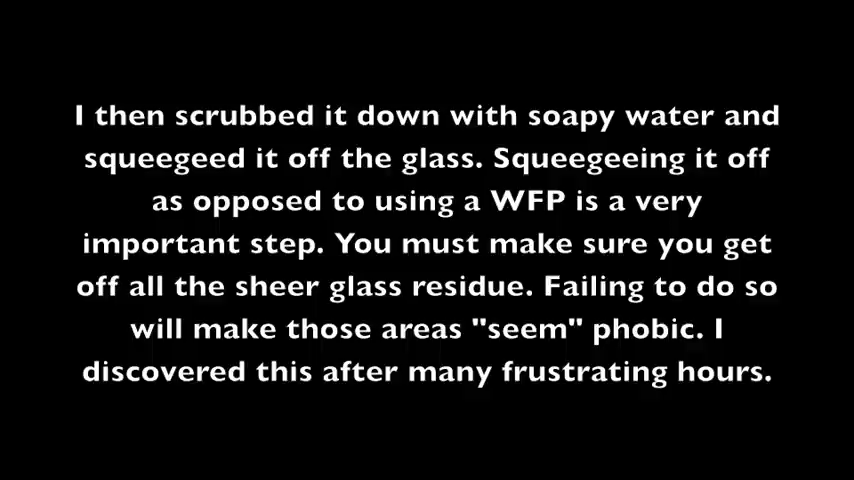 I then scrubbed it down with soapy water and
squeegeed it off the glass. Squeegeeing it off
as opposed to using a WFP is a very
important step. You must make sure you get
off all the sheer glass residue. Failing to do so
will make those areas "seem" phobic. I
discovered this after many frustrating hours.